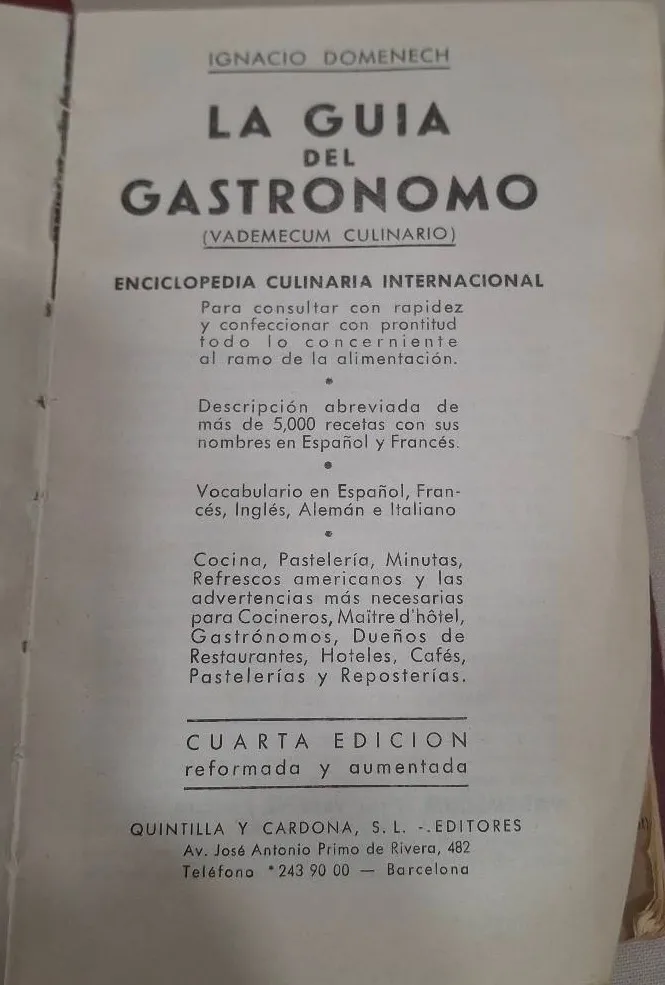 IGNACIO DOMENECH
LA GUIA
DEL
GASTRONOMO
(VADEMECUM CULINARIO)
ENCICLOPEDIA CULINARIA INTERNACIONAL
Para consultar con rapidez
y confeccionar con prontitud
todo lo concerniente
al ramo de la alimentación.
•
Descripción abreviada de
más de 5,000 recetas con sus
nombres en Español y Francés.
•
Vocabulario en Español, Fran-
cés, Inglés, Alemán e Italiano
•
Cocina, Pastelería, Minutas,
Refrescos americanos y las
advertencias más necesarias
para Cocineros, Maître d'hôtel,
Gastrónomos, Dueños de
Restaurantes, Hoteles, Cafés,
Pastelerías y Reposterías.
CUARTA EDICION
reformada y aumentada
QUINTILLA Y CARDONA, S. L. -. EDITORES
Av. José Antonio Primo de Rivera, 482
Teléfono *243 90 00 — Barcelona